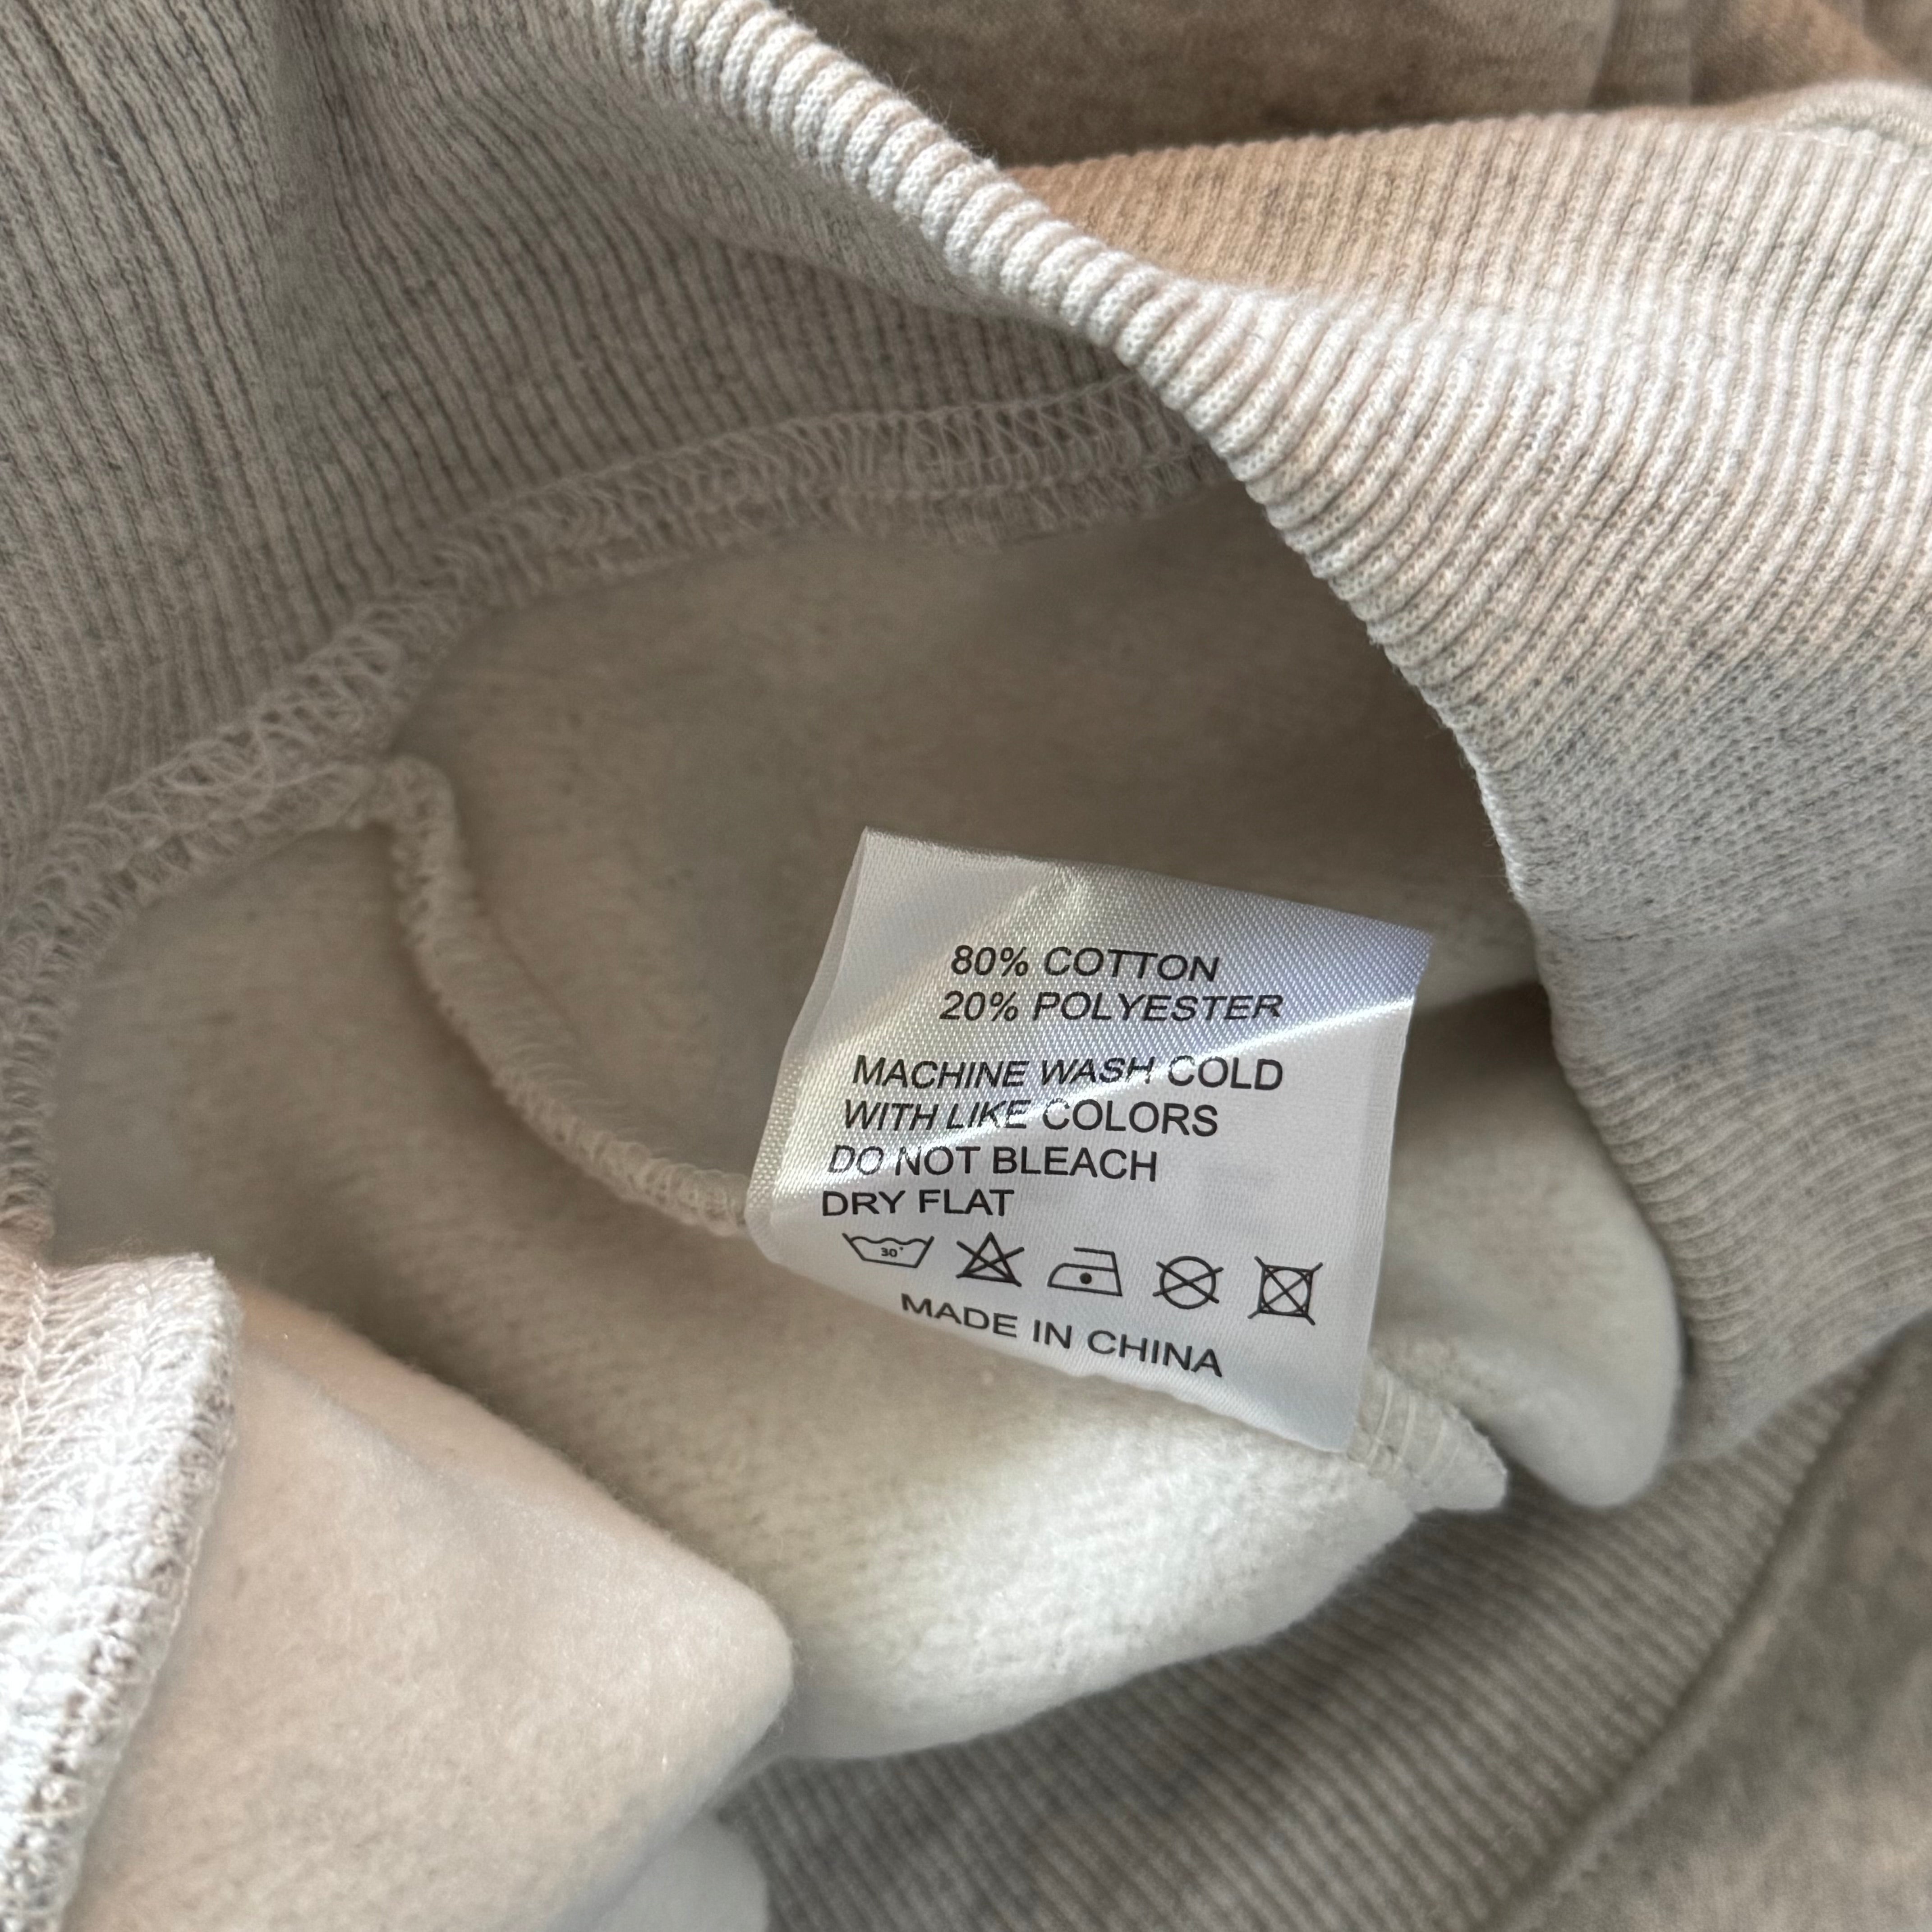 80% COTTON
20% POLYESTER
MACHINE WASH COLD
WITH LIKE COLORS
DO NOT BLEACH
DRY FLAT
30°
MADE IN CHINA